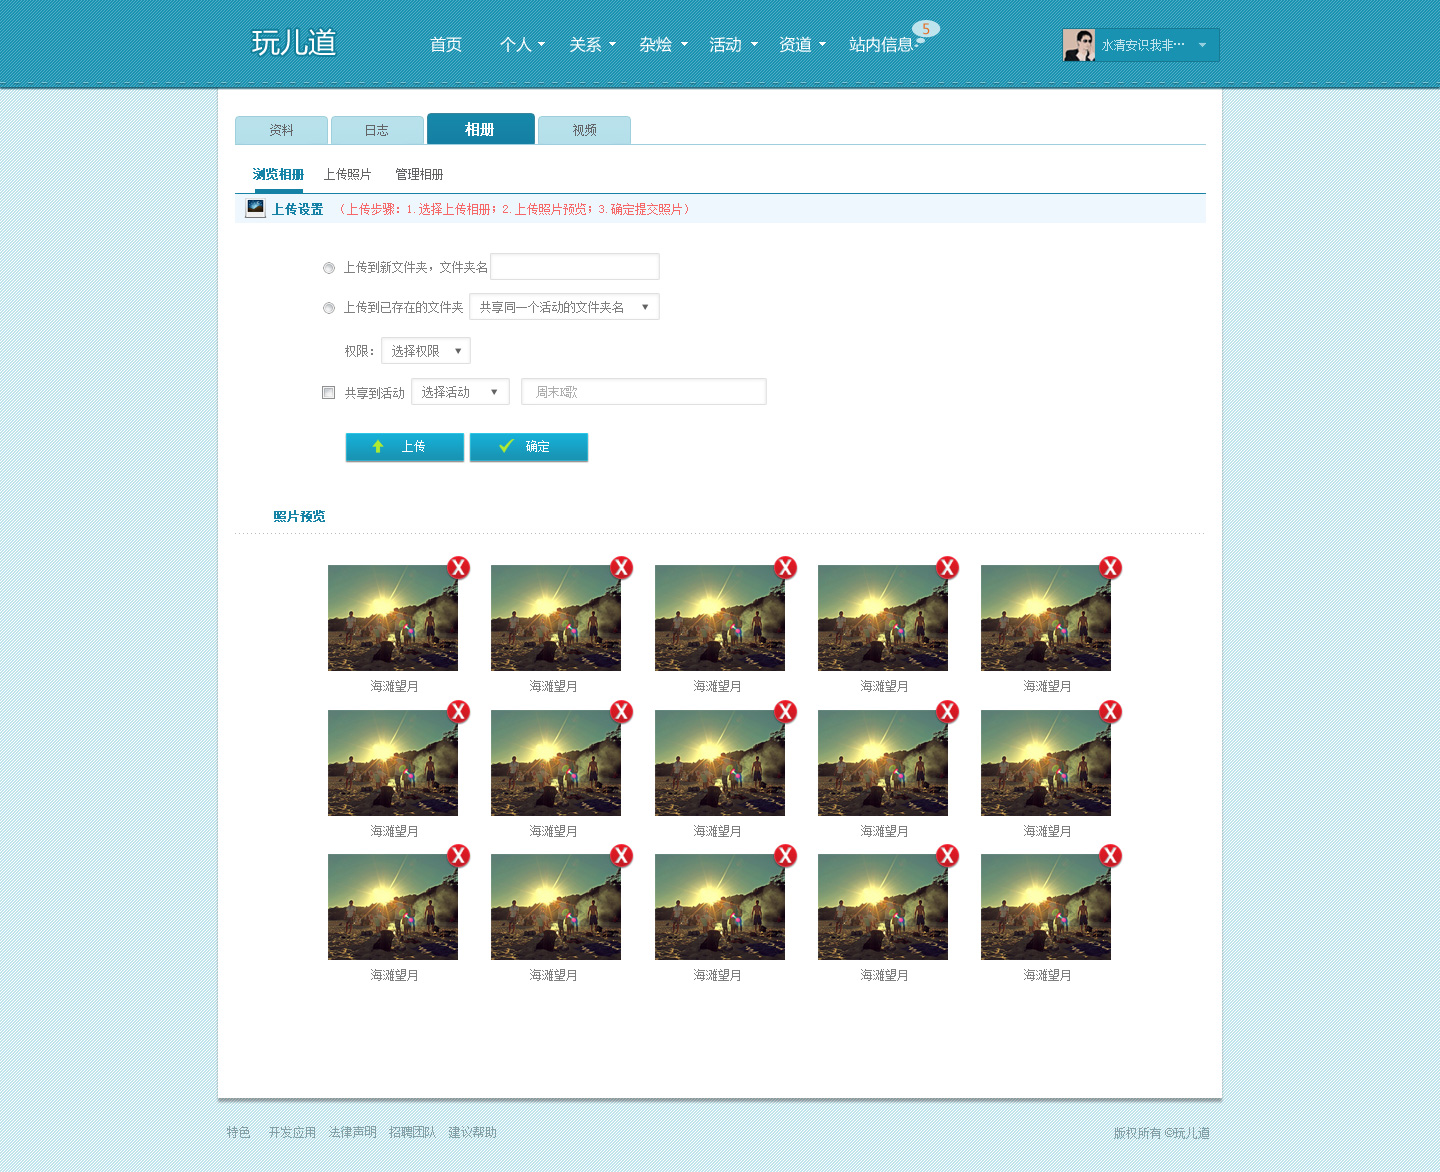 玩儿道 首页 个人 关系 杂烩 活动 资道 站内信息 5 水清安识我非…
资料 日志 相册 视频
浏览相册 上传照片 管理相册
上传设置 （上传步骤：1.选择上传相册；2.上传照片预览；3.确定提交照片）
上传到新文件夹，文件夹名
上传到已存在的文件夹 共享同一个活动的文件夹名
权限： 选择权限
共享到活动 选择活动 周末K歌
上传 确定
照片预览
X X X X X
海滩望月 海滩望月 海滩望月 海滩望月 海滩望月
X X X X X
海滩望月 海滩望月 海滩望月 海滩望月 海滩望月
X X X X X
海滩望月 海滩望月 海滩望月 海滩望月 海滩望月
特色 开发应用 法律声明 招聘团队 建议帮助 版权所有 ©玩儿道